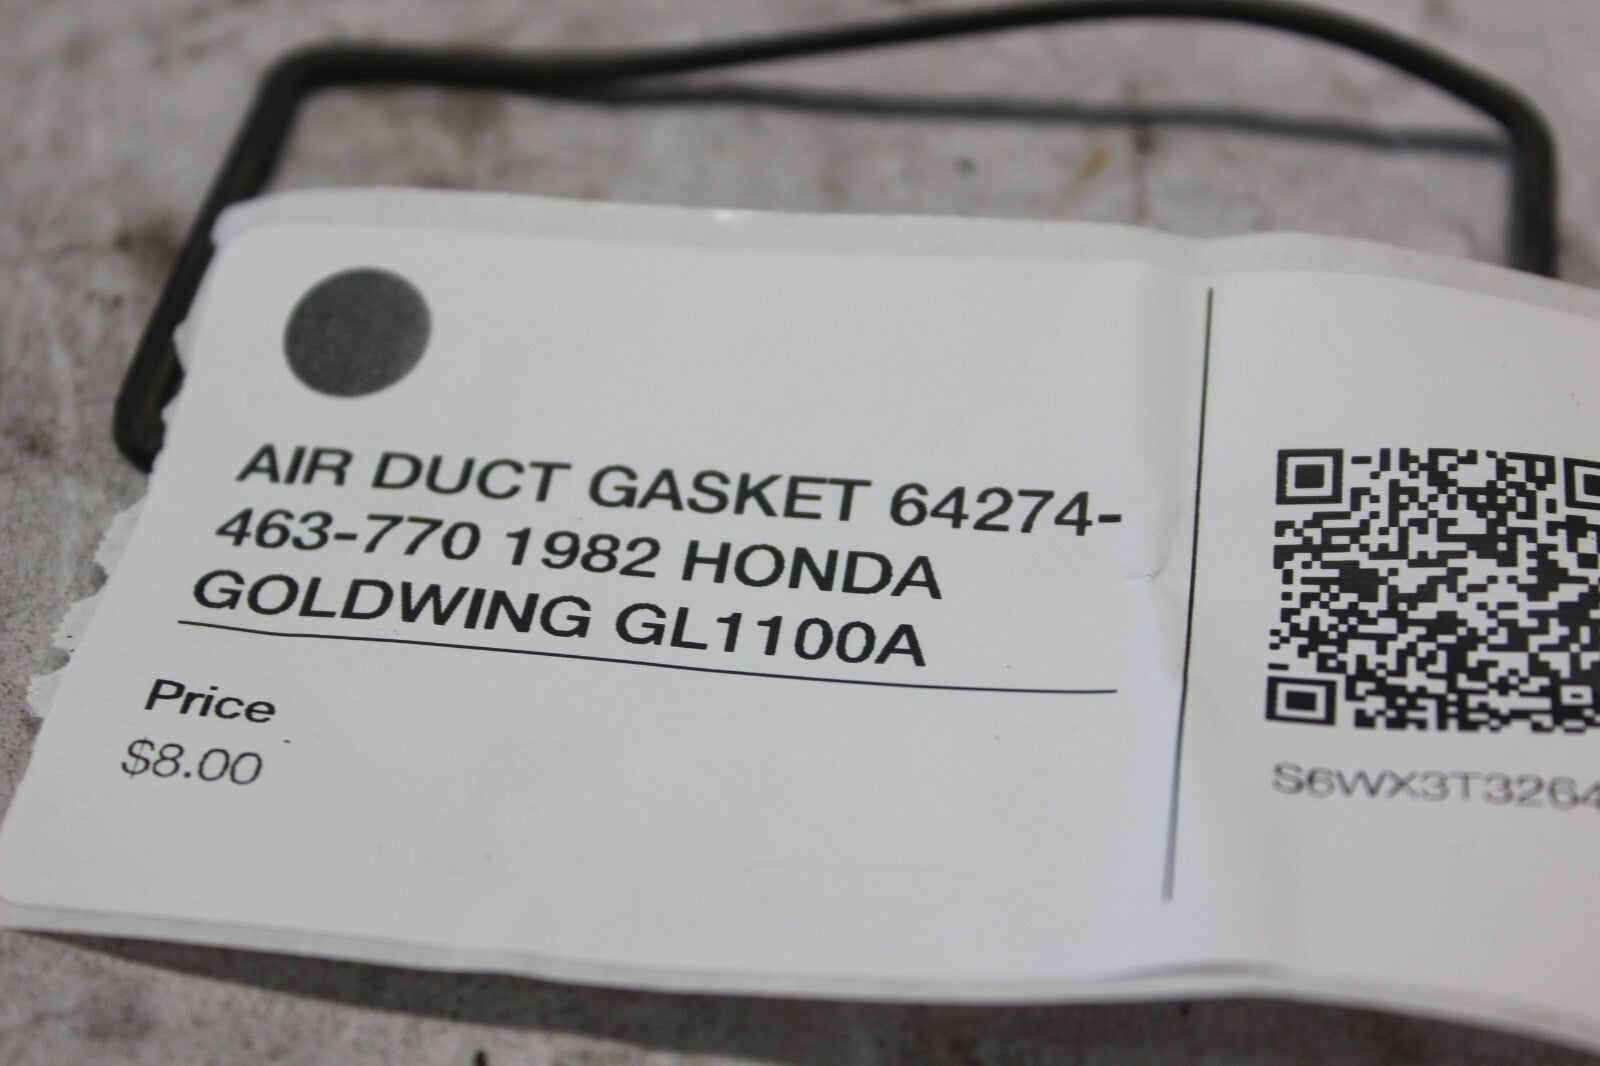 AIR DUCT GASKET 64274-
463-770 1982 HONDA
GOLDWING GL1100A
Price
$8.00
S6WX3T3264